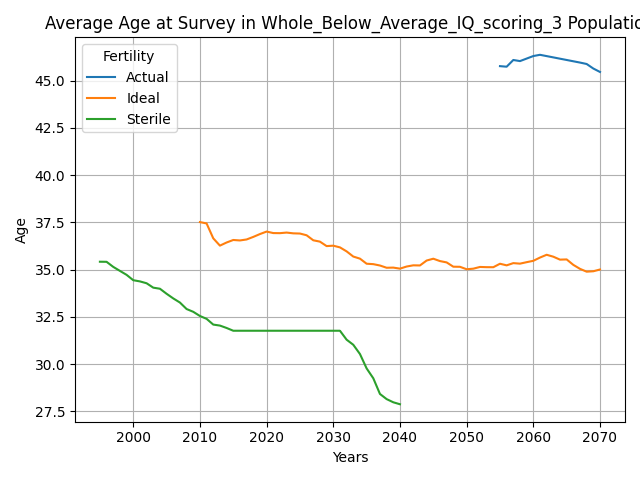 Average Age at Survey in Whole_Below_Average_IQ_scoring_3 Populatio
Fertility
Actual
Ideal
Sterile
Age
45.0
42.5
40.0
37.5
35.0
32.5
30.0
27.5
2000 2010 2020 2030 2040 2050 2060 2070
Years